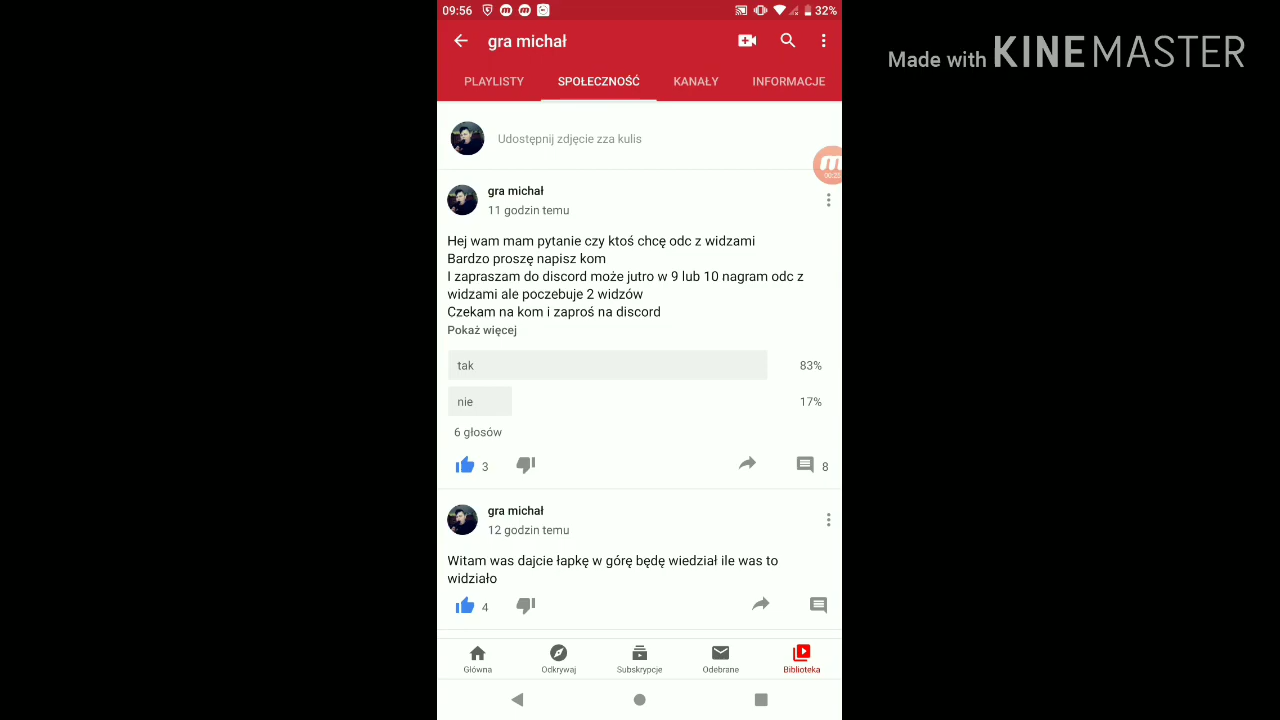 09:56
32%
Made with KINEMASTER
gra michał
PLAYLISTY SPOŁECZNOŚĆ KANAŁY INFORMACJE
Udostępnij zdjęcie zza kulis
00:23
gra michał
11 godzin temu
Hej wam mam pytanie czy ktoś chcę odc z widzami
Bardzo proszę napisz kom
I zapraszam do discord może jutro w 9 lub 10 nagram odc z
widzami ale poczebuje 2 widzów
Czekam na kom i zaproś na discord
Pokaż więcej
tak 83%
nie 17%
6 głosów
3 8
gra michał
12 godzin temu
Witam was dajcie łapkę w górę będę wiedział ile was to
widziało
4
Główna Odkrywaj Subskrypcje Odebrane Biblioteka